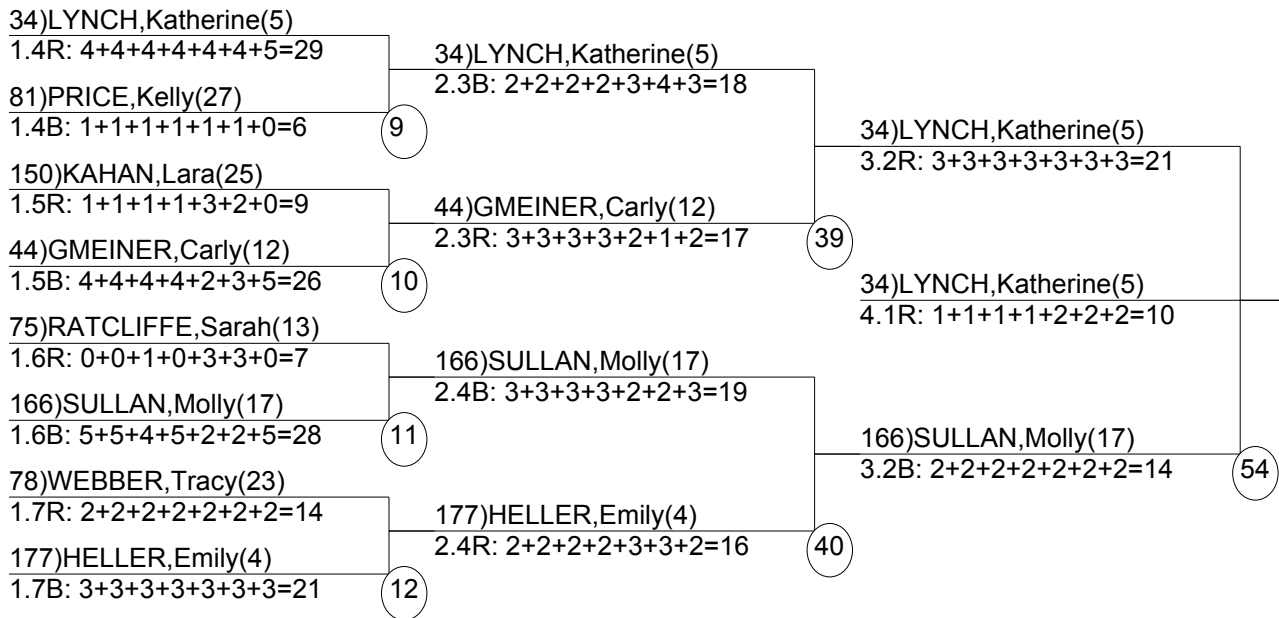 34)LYNCH,Katherine(5)
1.4R: 4+4+4+4+4+4+5=29
81)PRICE,Kelly(27)
1.4B: 1+1+1+1+1+1+0=6
9
150)KAHAN,Lara(25)
1.5R: 1+1+1+1+3+2+0=9
44)GMEINER,Carly(12)
1.5B: 4+4+4+4+2+3+5=26
10
75)RATCLIFFE,Sarah(13)
1.6R: 0+0+1+0+3+3+0=7
166)SULLAN,Molly(17)
1.6B: 5+5+4+5+2+2+5=28
11
78)WEBBER,Tracy(23)
1.7R: 2+2+2+2+2+2+2=14
177)HELLER,Emily(4)
1.7B: 3+3+3+3+3+3+3=21
12
34)LYNCH,Katherine(5)
2.3B: 2+2+2+2+3+4+3=18
44)GMEINER,Carly(12)
2.3R: 3+3+3+3+2+1+2=17
39
166)SULLAN,Molly(17)
2.4B: 3+3+3+3+2+2+3=19
177)HELLER,Emily(4)
2.4R: 2+2+2+2+3+3+2=16
40
34)LYNCH,Katherine(5)
3.2R: 3+3+3+3+3+3+3=21
34)LYNCH,Katherine(5)
4.1R: 1+1+1+1+2+2+2=10
166)SULLAN,Molly(17)
3.2B: 2+2+2+2+2+2+2=14
54